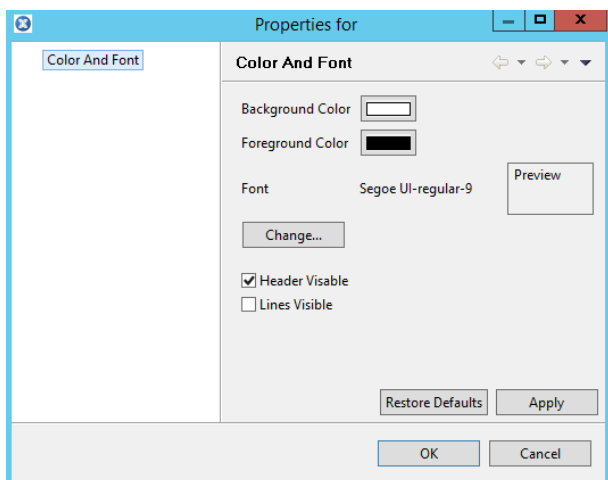 Properties for
Color And Font
Color And Font
Background Color
Foreground Color
Font Segoe UI-regular-9 Preview
Change...
Header Visable
Lines Visible
Restore Defaults Apply
OK Cancel